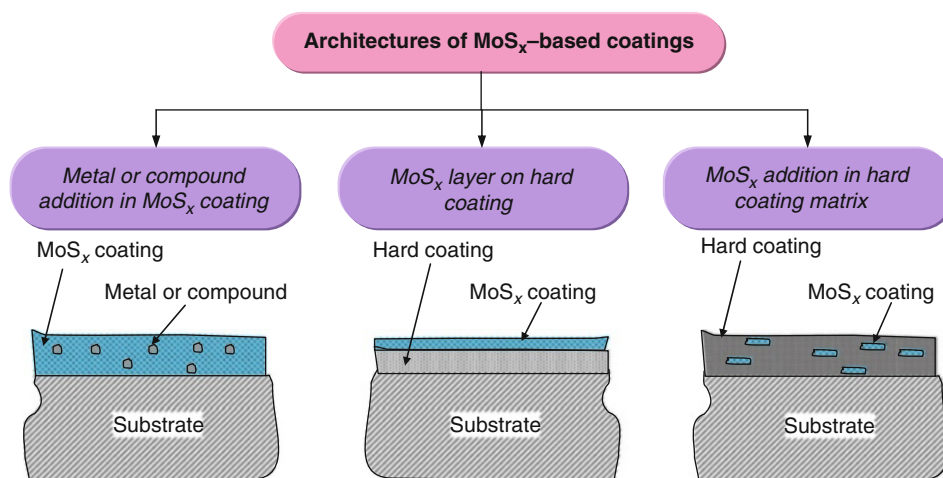 Architectures of MoSₓ–based coatings
Metal or compound
addition in MoSₓ coating
MoSₓ layer on hard
coating
MoSₓ addition in hard
coating matrix
MoSₓ coating
Metal or compound
Substrate
Hard coating
MoSₓ coating
Substrate
Hard coating
MoSₓ coating
Substrate